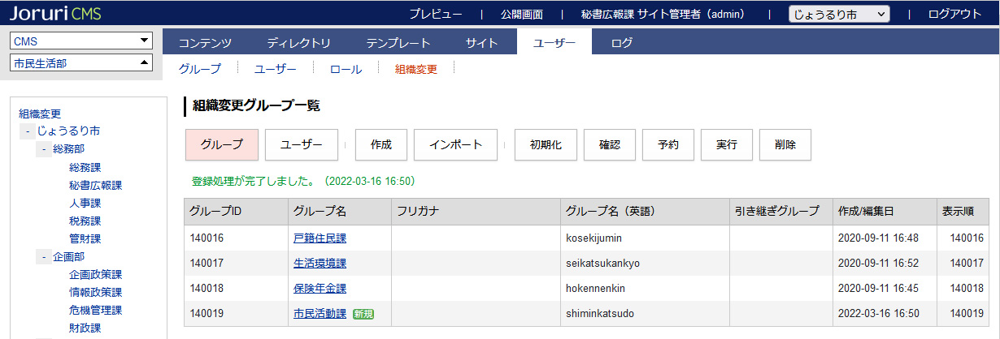 Joruri CMS プレビュー | 公開画面 | 秘書広報課 サイト管理者（admin） | じょうるり市 | ログアウト
CMS
市民生活部
コンテンツ ディレクトリ テンプレート サイト ユーザー ログ
グループ ユーザー ロール 組織変更
組織変更
- じょうるり市
- 総務部
総務課
秘書広報課
人事課
税務課
管財課
- 企画部
企画政策課
情報政策課
危機管理課
財政課
-
組織変更グループ一覧
グループ ユーザー | 作成 インポート | 初期化 確認 予約 実行 削除
登録処理が完了しました。（2022-03-16 16:50）
グループID グループ名 フリガナ グループ名（英語） 引き継ぎグループ 作成/編集日 表示順
140016 戸籍住民課 kosekijumin 2020-09-11 16:48 140016
140017 生活環境課 seikatsukankyo 2020-09-11 16:52 140017
140018 保険年金課 hokennenkin 2020-09-11 16:45 140018
140019 市民活動課 新規 shiminkatsudo 2022-03-16 16:50 140019